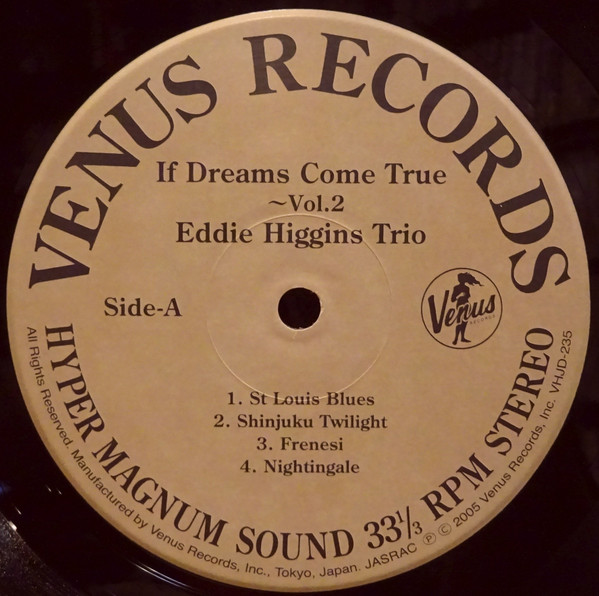 VENUS RECORDS
If Dreams Come True
~Vol.2
Eddie Higgins Trio
Side-A
Venus
RECORDS
1. St Louis Blues
2. Shinjuku Twilight
3. Frenesi
4. Nightingale
HYPER MAGNUM SOUND 33⅓ RPM STEREO
All Rights Reserved. Manufactured by Venus Records, Inc., Tokyo, Japan. JASRAC ℗ © 2005 Venus Records, Inc. VHJD-235